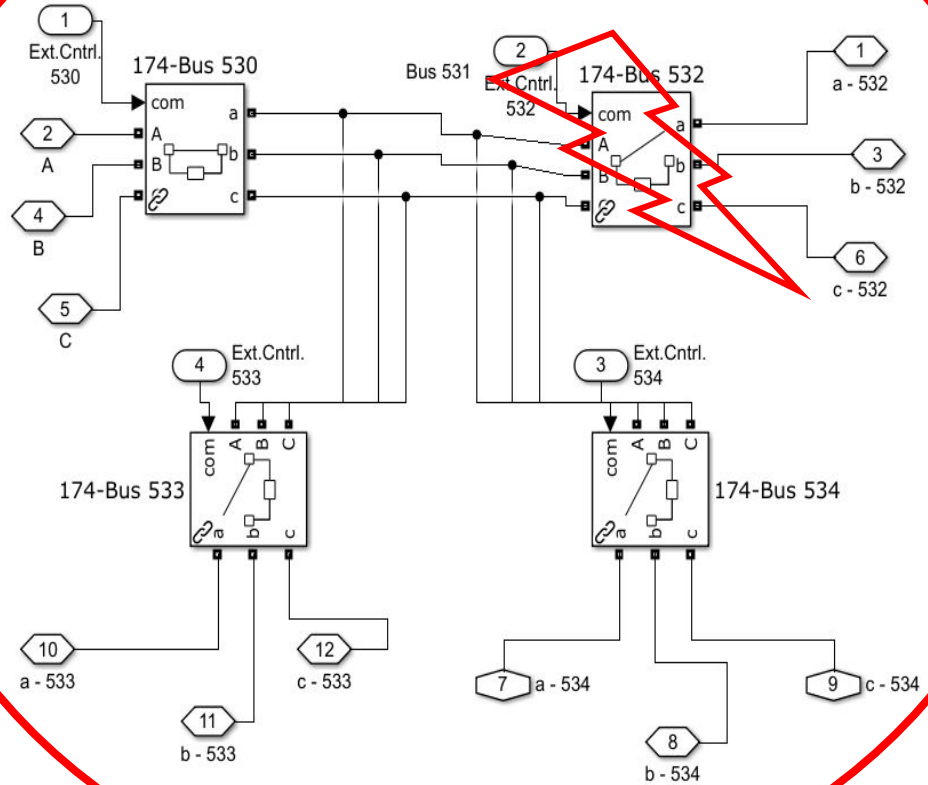 1
Ext.Cntrl.
530
174-Bus 530
com
A
B
a
b
c
2
A
4
B
5
C
Bus 531
2
Ext.Cntrl.
532
174-Bus 532
com
A
B
a
b
c
1
a - 532
3
b - 532
6
c - 532
4
Ext.Cntrl.
533
174-Bus 533
com
A
B
C
a
b
c
10
a - 533
11
b - 533
12
c - 533
3
Ext.Cntrl.
534
174-Bus 534
com
A
B
C
a
b
c
7
a - 534
8
b - 534
9
c - 534